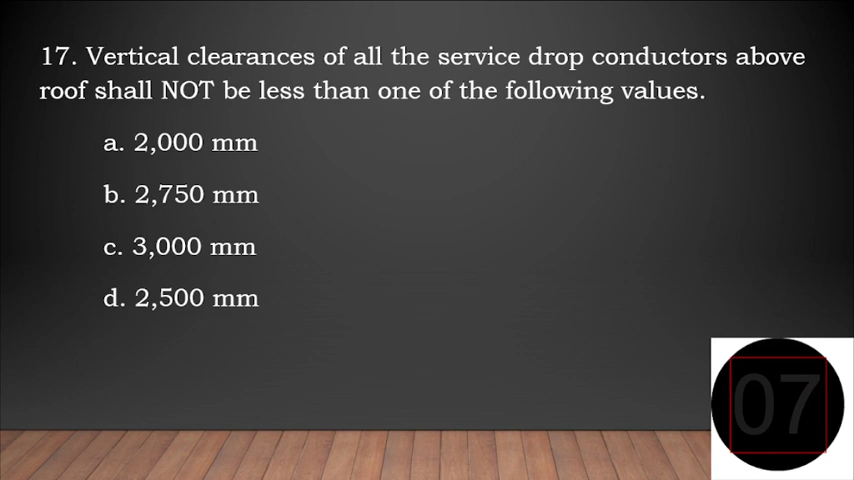 17. Vertical clearances of all the service drop conductors above
roof shall NOT be less than one of the following values.
a. 2,000 mm
b. 2,750 mm
c. 3,000 mm
d. 2,500 mm
07